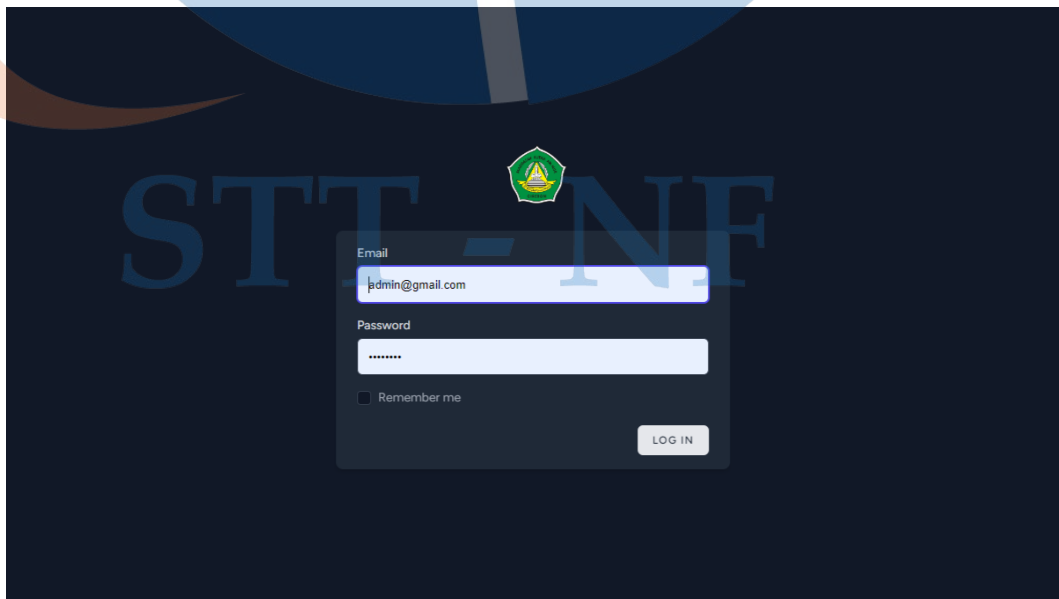 STT - NF
Email
admin@gmail.com
Password
••••••••
Remember me
LOG IN